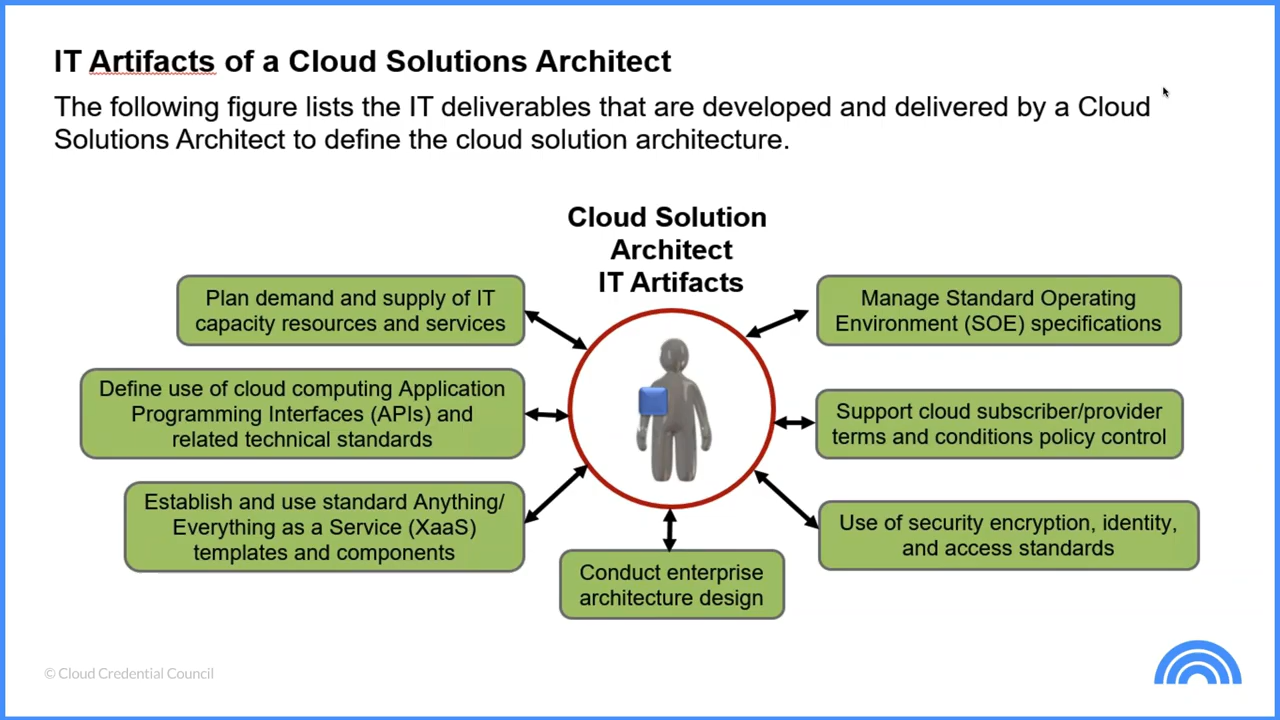 IT Artifacts of a Cloud Solutions Architect
The following figure lists the IT deliverables that are developed and delivered by a Cloud
Solutions Architect to define the cloud solution architecture.
Cloud Solution
Architect
IT Artifacts
Plan demand and supply of IT
capacity resources and services
Define use of cloud computing Application
Programming Interfaces (APIs) and
related technical standards
Establish and use standard Anything/
Everything as a Service (XaaS)
templates and components
Conduct enterprise
architecture design
Manage Standard Operating
Environment (SOE) specifications
Support cloud subscriber/provider
terms and conditions policy control
Use of security encryption, identity,
and access standards
© Cloud Credential Council